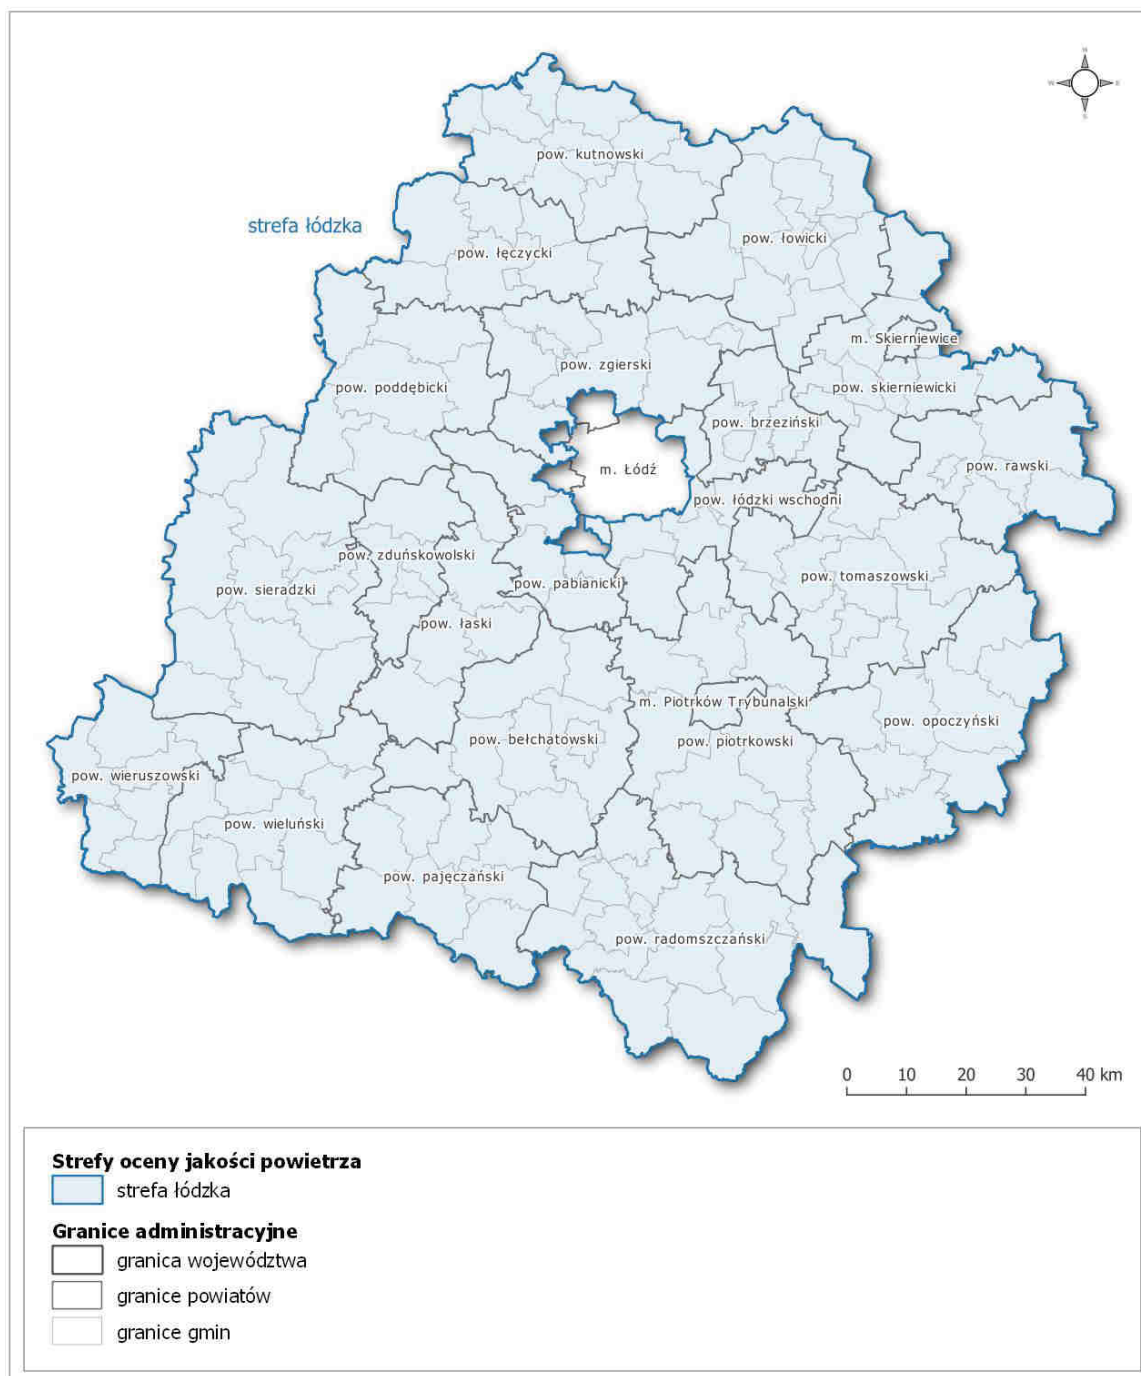 N
W E
S
pow. kutnowski
strefa łódzka
pow. łowicki
pow. łęczycki
m. Skierniewice
pow. zgierski
pow. poddębicki
pow. skierniewicki
pow. brzeziński
m. Łódź
pow. rawski
pow. łódzki wschodni
pow. zduńskowolski
pow. sieradzki
pow. pabianicki
pow. tomaszowski
pow. łaski
m. Piotrków Trybunalski
pow. opoczyński
pow. bełchatowski
pow. piotrkowski
pow. wieruszowski
pow. wieluński
pow. pajęczański
pow. radomszczański
0 10 20 30 40 km
Strefy oceny jakości powietrza
strefa łódzka
Granice administracyjne
granica województwa
granice powiatów
granice gmin